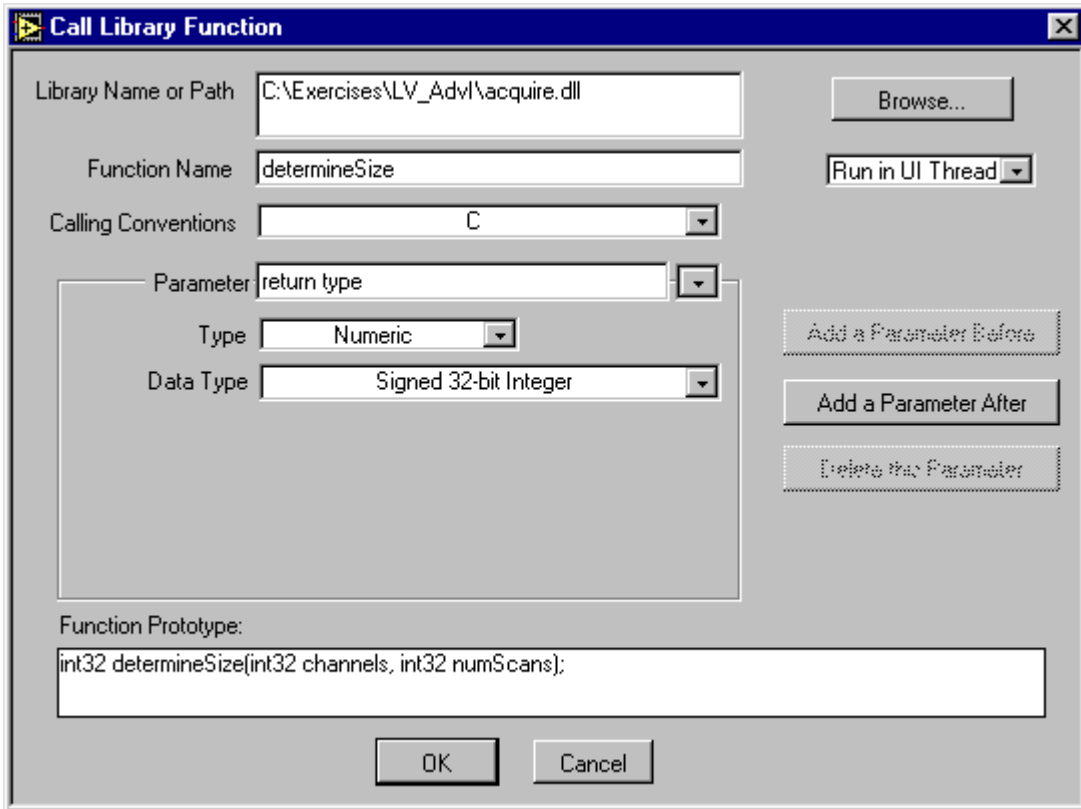 Call Library Function
Library Name or Path
C:\Exercises\LV_AdvI\acquire.dll
Browse...
Function Name
determineSize
Run in UI Thread
Calling Conventions
C
Parameter
return type
Type
Numeric
Add a Parameter Before
Data Type
Signed 32-bit Integer
Add a Parameter After
Delete this Parameter
Function Prototype:
int32 determineSize(int32 channels, int32 numScans);
OK
Cancel